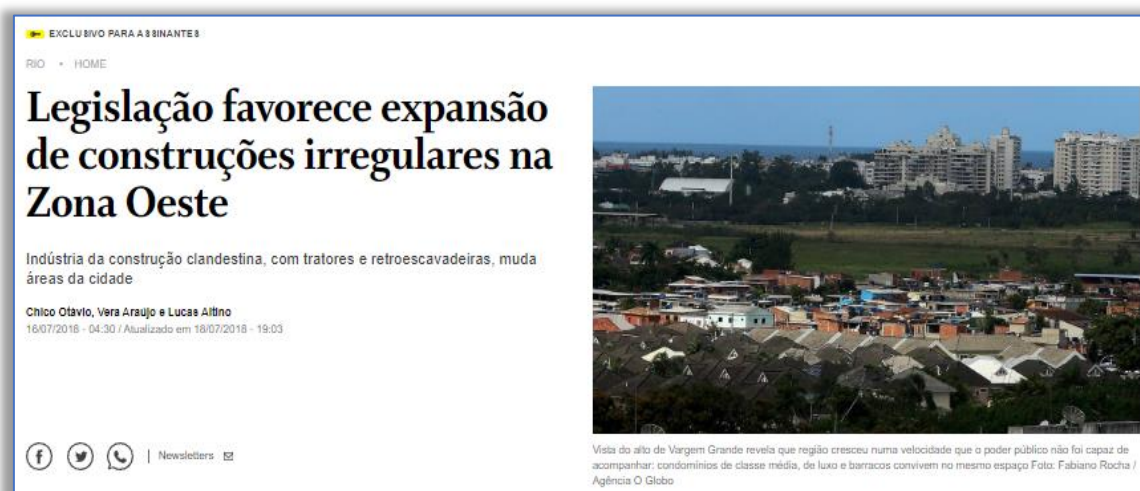 EXCLUSIVO PARA ASSINANTES
RIO • HOME
Legislação favorece expansão
de construções irregulares na
Zona Oeste
Indústria da construção clandestina, com tratores e retroescavadeiras, muda
áreas da cidade
Chico Otávio, Vera Araújo e Lucas Altino
16/07/2018 - 04:30 / Atualizado em 18/07/2018 - 19:03
f | Newsletters
Vista do alto de Vargem Grande revela que região cresceu numa velocidade que o poder público não foi capaz de
acompanhar: condomínios de classe média, de luxo e barracos convivem no mesmo espaço Foto: Fabiano Rocha /
Agência O Globo